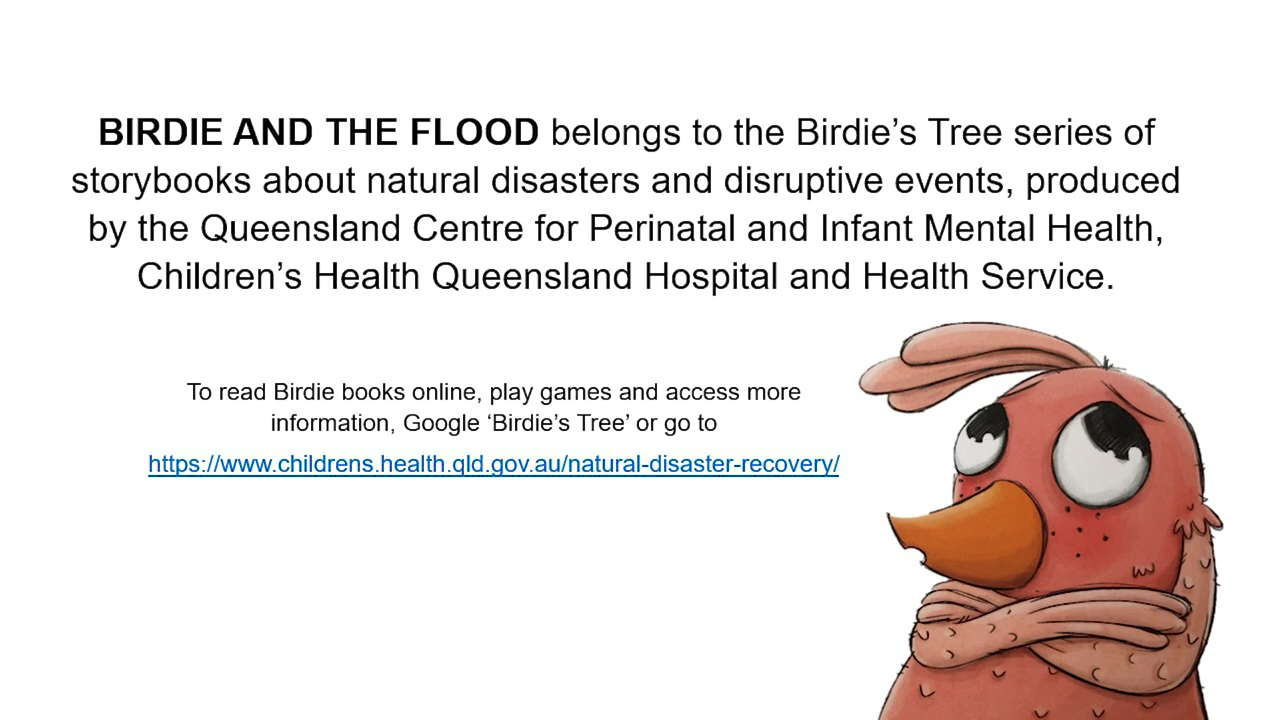 BIRDIE AND THE FLOOD belongs to the Birdie’s Tree series of
storybooks about natural disasters and disruptive events, produced
by the Queensland Centre for Perinatal and Infant Mental Health,
Children’s Health Queensland Hospital and Health Service.
To read Birdie books online, play games and access more
information, Google ‘Birdie’s Tree’ or go to
https://www.childrens.health.qld.gov.au/natural-disaster-recovery/